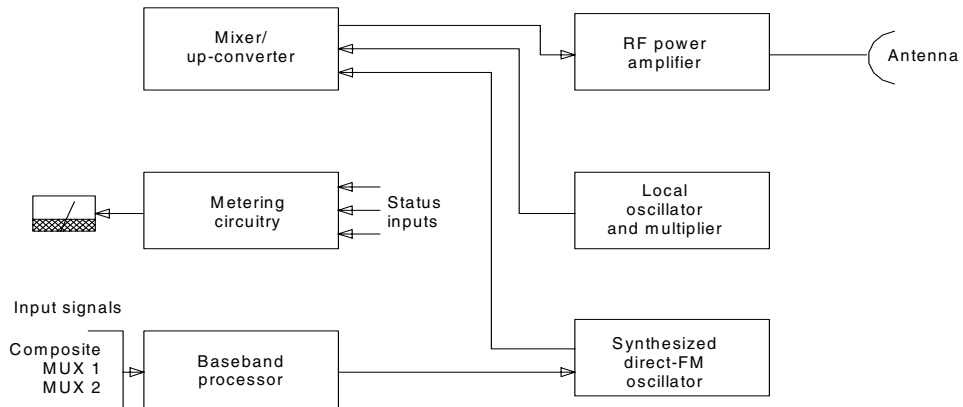 Mixer/
up-converter
RF power
amplifier
Antenna
Metering
circuitry
Status
inputs
Local
oscillator
and multiplier
Input signals
Composite
MUX 1
MUX 2
Baseband
processor
Synthesized
direct-FM
oscillator